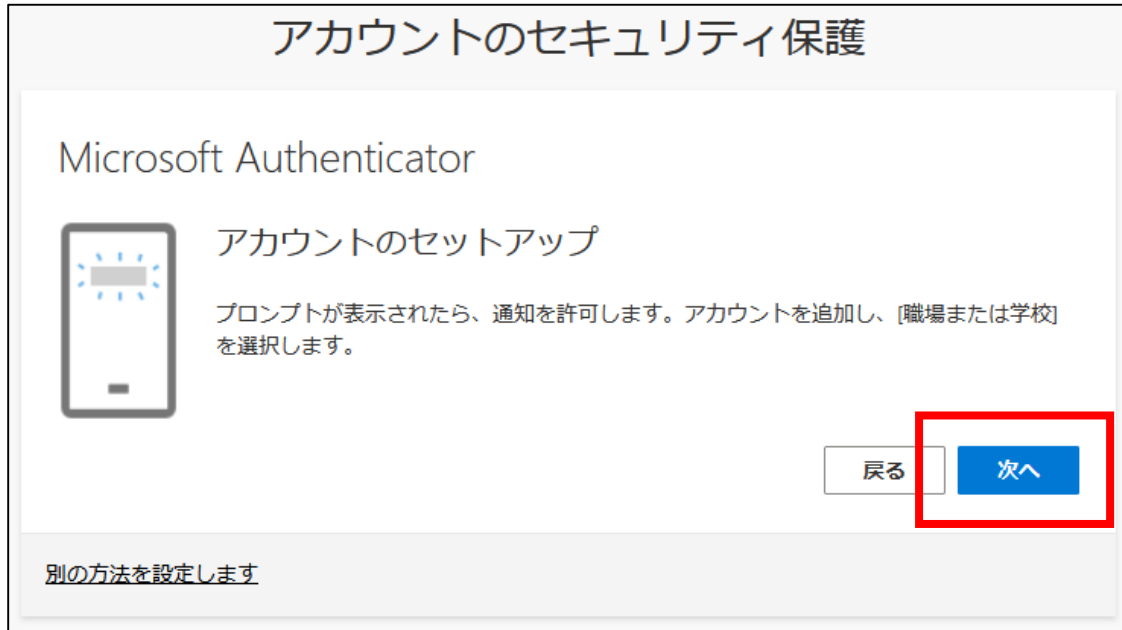 アカウントのセキュリティ保護
Microsoft Authenticator
アカウントのセットアップ
プロンプトが表示されたら、通知を許可します。アカウントを追加し、[職場または学校]
を選択します。
戻る
次へ
別の方法を設定します